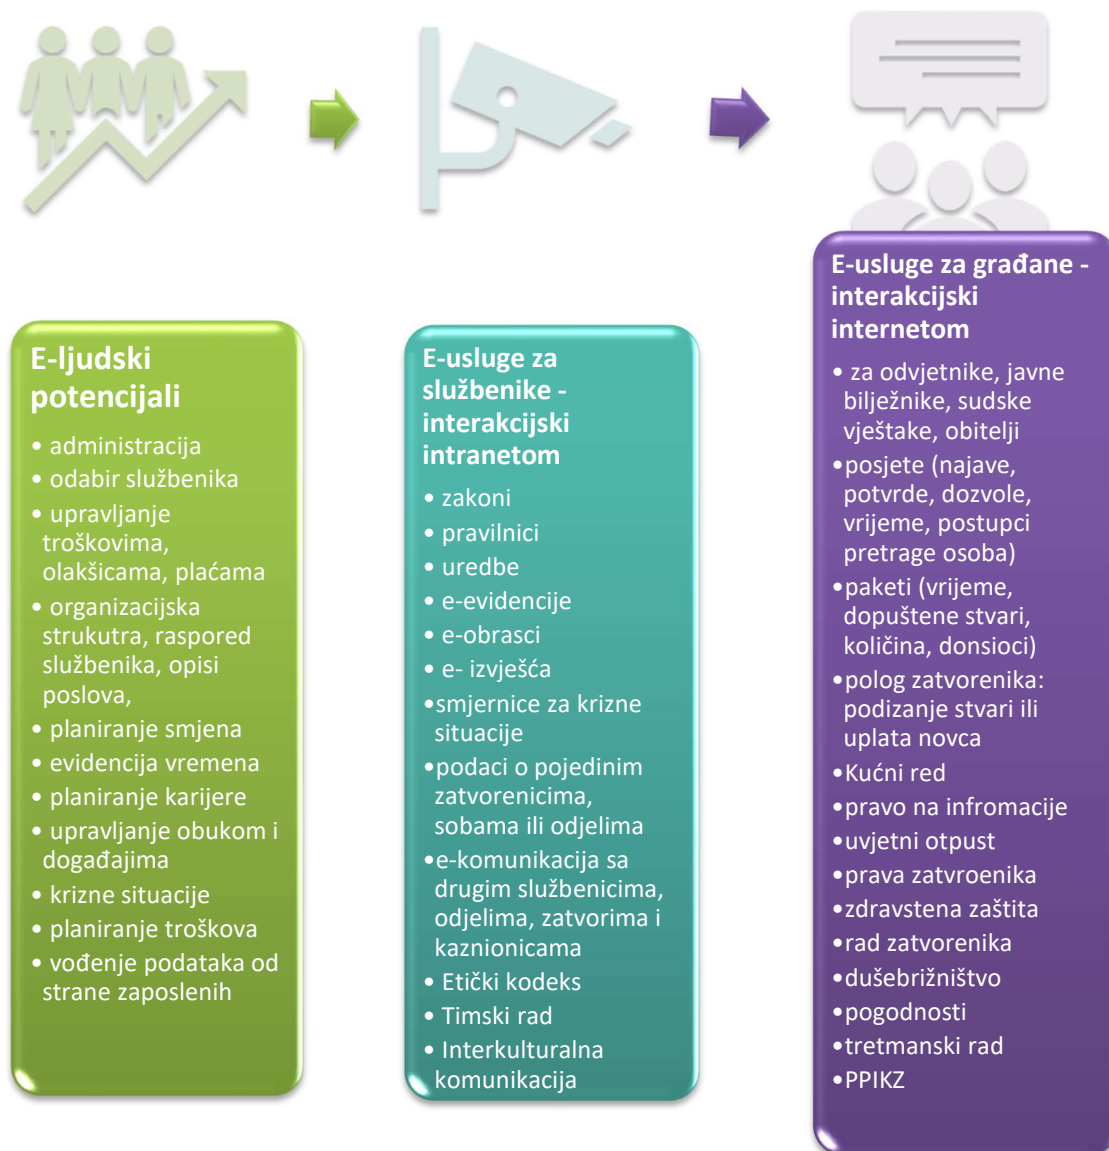 E-ljudski
potencijali
• administracija
• odabir službenika
• upravljanje
troškovima,
olakšicama, plaćama
• organizacijska
strukutra, raspored
službenika, opisi
poslova,
• planiranje smjena
• evidencija vremena
• planiranje karijere
• upravljanje obukom i
događajima
• krizne situacije
• planiranje troškova
• vođenje podataka od
strane zaposlenih
E-usluge za
službenike -
interakcijski
intranetom
• zakoni
• pravilnici
• uredbe
• e-evidencije
• e-obrasci
• e- izvješća
•smjernice za krizne
situacije
•podaci o pojedinim
zatvorenicima,
sobama ili odjelima
•e-komunikacija sa
drugim službenicima,
odjelima, zatvorima i
kaznionicama
• Etički kodeks
• Timski rad
• Interkulturalna
komunikacija
E-usluge za građane -
interakcijski
internetom
• za odvjetnike, javne
bilježnike, sudske
vještake, obitelji
•posjete (najave,
potvrde, dozvole,
vrijeme, postupci
pretrage osoba)
•paketi (vrijeme,
dopuštene stvari,
količina, donsioci)
•polog zatvorenika:
podizanje stvari ili
uplata novca
•Kućni red
•pravo na infromacije
•uvjetni otpust
•prava zatvroenika
•zdravstena zaštita
•rad zatvorenika
•dušebrižništvo
•pogodnosti
•tretmanski rad
•PPIKZ